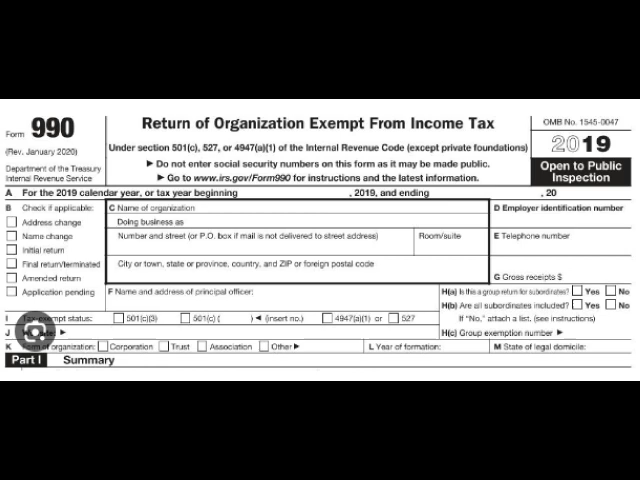 Form 990
(Rev. January 2020)
Department of the Treasury
Internal Revenue Service
Return of Organization Exempt From Income Tax
Under section 501(c), 527, or 4947(a)(1) of the Internal Revenue Code (except private foundations)
▶ Do not enter social security numbers on this form as it may be made public.
▶ Go to www.irs.gov/Form990 for instructions and the latest information.
OMB No. 1545-0047
2019
Open to Public
Inspection
A For the 2019 calendar year, or tax year beginning , 2019, and ending , 20
B Check if applicable:
Address change
Name change
Initial return
Final return/terminated
Amended return
Application pending
C Name of organization
Doing business as
Number and street (or P.O. box if mail is not delivered to street address) Room/suite
City or town, state or province, country, and ZIP or foreign postal code
F Name and address of principal officer:
D Employer identification number
E Telephone number
G Gross receipts $
H(a) Is this a group return for subordinates? Yes No
H(b) Are all subordinates included? Yes No
If "No," attach a list. (see instructions)
I exempt status: 501(c)(3) 501(c) ( ) ◀ (insert no.) 4947(a)(1) or 527
J ▶
H(c) Group exemption number ▶
K Form of organization: Corporation Trust Association Other ▶ L Year of formation: M State of legal domicile:
Part I Summary